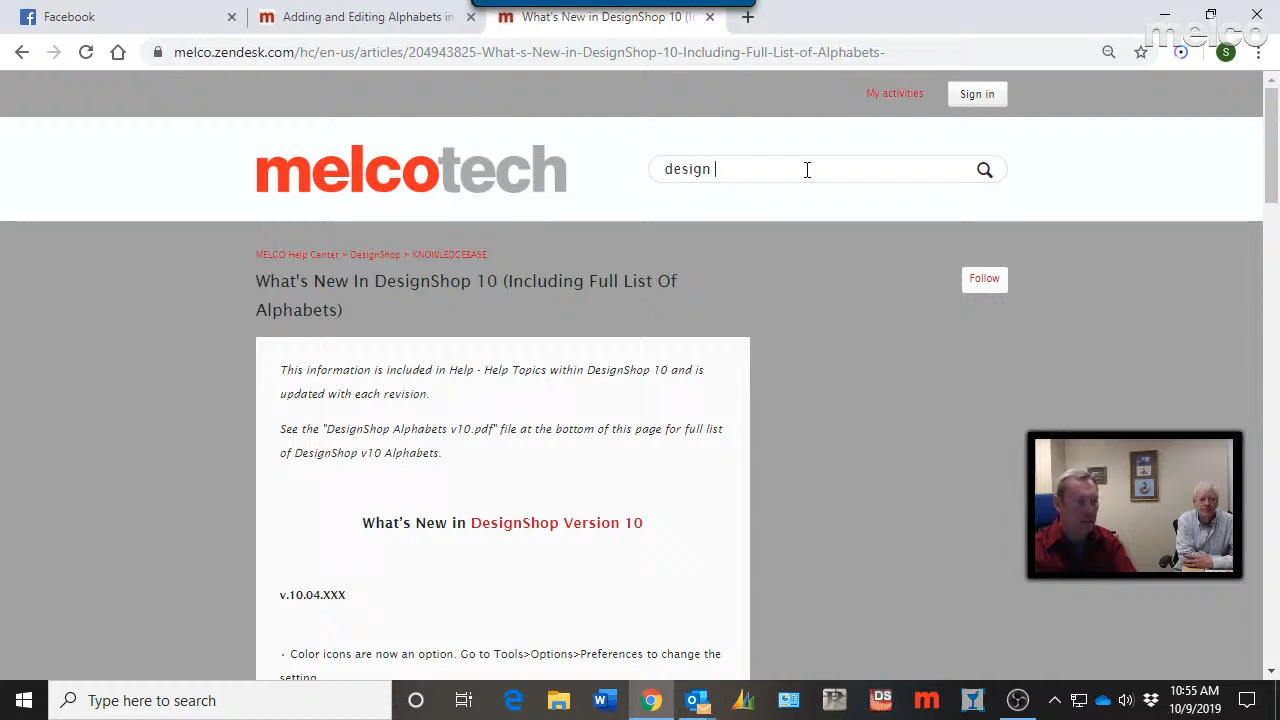 Facebook
Adding and Editing Alphabets in
What's New in DesignShop 10 (I
melco
melco.zendesk.com/hc/en-us/articles/204943825-What-s-New-in-DesignShop-10-Including-Full-List-of-Alphabets-
S
My activities
Sign in
melcotech
design
MELCO Help Center > DesignShop > KNOWLEDGEBASE
What's New In DesignShop 10 (Including Full List Of
Alphabets)
Follow
This information is included in Help - Help Topics within DesignShop 10 and is
updated with each revision.
See the "DesignShop Alphabets v10.pdf" file at the bottom of this page for full list
of DesignShop v10 Alphabets.
What's New in DesignShop Version 10
v.10.04.XXX
· Color icons are now an option. Go to Tools>Options>Preferences to change the
setting.
Type here to search
DS
10:55 AM
10/9/2019